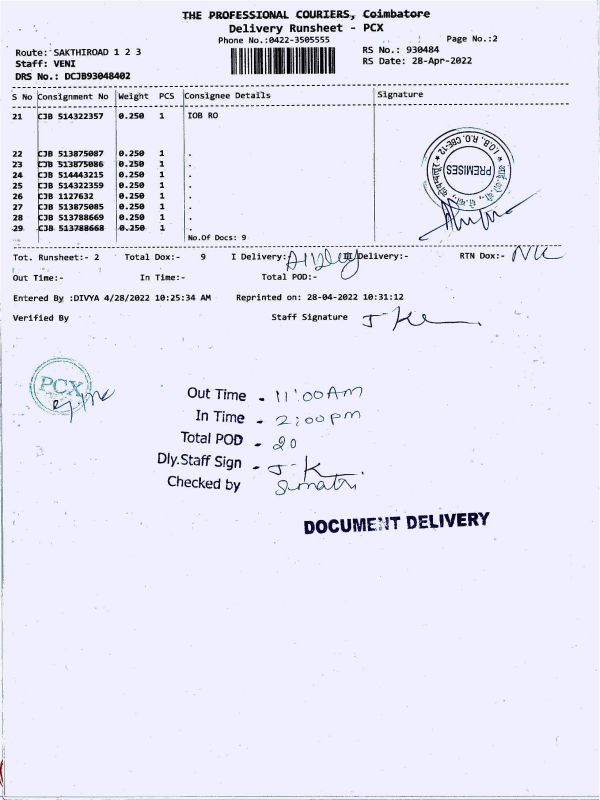 THE PROFESSIONAL COURIERS, Coimbatore
Delivery Runsheet - PCX
Phone No.:0422-3505555
Page No.:2
Route: SAKTHIROAD 1 2 3
RS No.: 930484
Staff: VENI
RS Date: 28-Apr-2022
DRS No.: DCJB93048402
S No Consignment No Weight PCS Consignee Details Signature
21 CJB 514322357 0.250 1 IOB RO
22 CJB 513875087 0.250 1 .
23 CJB 513875086 0.250 1 .
24 CJB 514443215 0.250 1 .
25 CJB 514322359 0.250 1 .
26 CJB 1127632 0.250 1 .
27 CJB 513875085 0.250 1 .
28 CJB 513788669 0.250 1 .
29 CJB 513788668 0.250 1 .
No.Of Docs: 9
I.O.B. R.O. CBE-12
PREMISES
Tot. Runsheet:- 2 Total Dox:- 9 I Delivery: II Delivery:- RTN Dox:- Nil
Out Time:- In Time:- Total POD:-
Entered By :DIVYA 4/28/2022 10:25:34 AM Reprinted on: 28-04-2022 10:31:12
Verified By Staff Signature
PCX
Out Time - 11:00 AM
In Time - 2:00 pm
Total POD - 20
Dly.Staff Sign - J-K
Checked by Sumathi
DOCUMENT DELIVERY